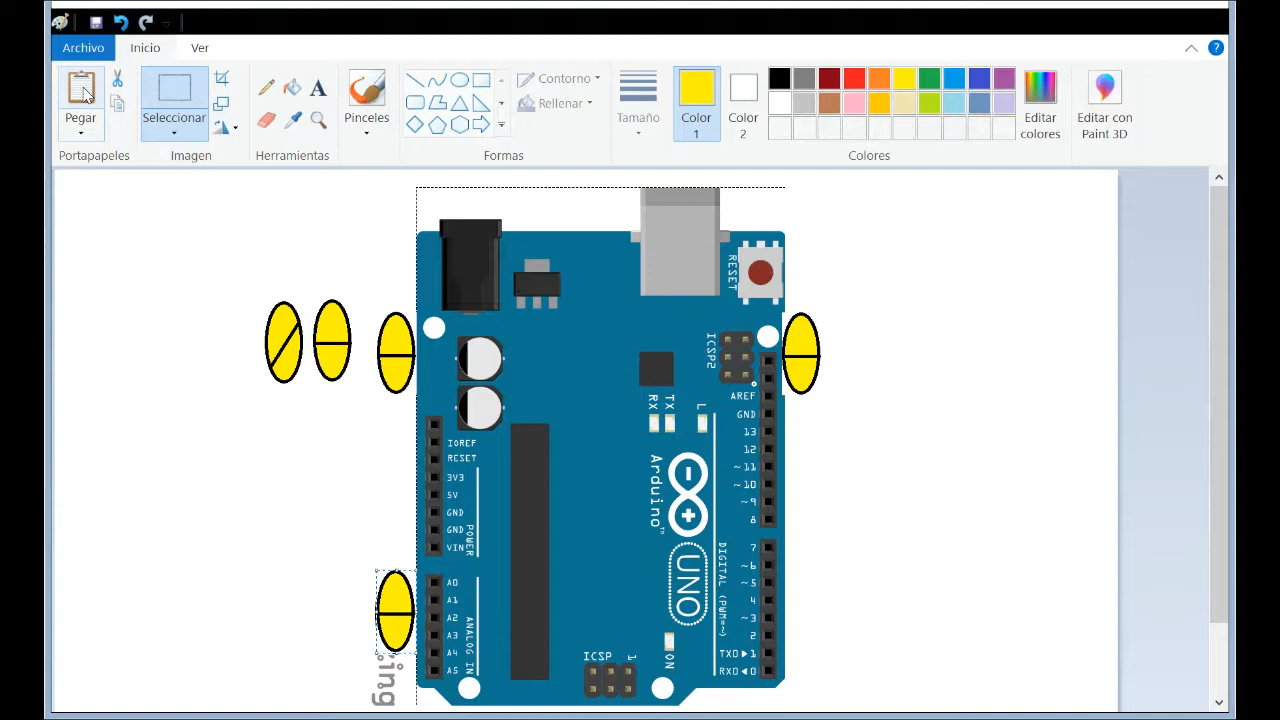 Archivo Inicio Ver
?
Pegar
Seleccionar
Pinceles
Contorno
Rellenar
Tamaño
Color
1
Color
2
Editar
colores
Editar con
Paint 3D
Portapapeles
Imagen
Herramientas
Formas
Colores
RESET
ICSP2
RX
TX
L
AREF
GND
13
12
~11
~10
~9
8
7
~6
~5
4
~3
2
TX0▶1
RX0◀0
DIGITAL (PWM=~)
IOREF
RESET
3V3
5V
GND
GND
VIN
POWER
A0
A1
A2
A3
A4
A5
ANALOG IN
Arduino™
UNO
ON
ICSP
1
ing